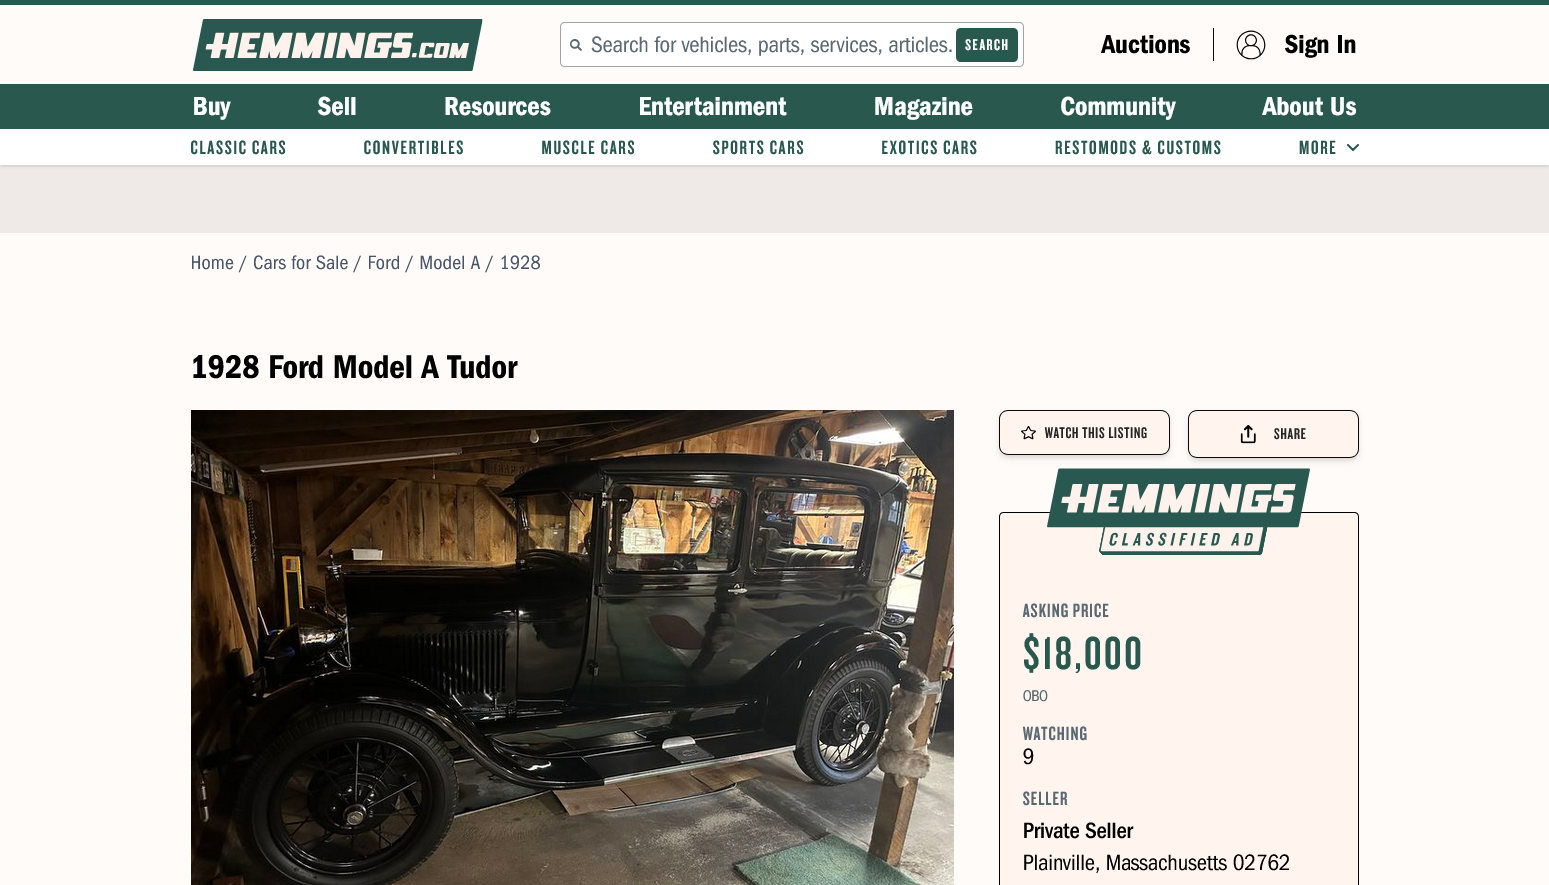 HEMMINGS.COM
Search for vehicles, parts, services, articles.
SEARCH
Auctions
Sign In
Buy
Sell
Resources
Entertainment
Magazine
Community
About Us
CLASSIC CARS
CONVERTIBLES
MUSCLE CARS
SPORTS CARS
EXOTICS CARS
RESTOMODS & CUSTOMS
MORE
Home / Cars for Sale / Ford / Model A / 1928
1928 Ford Model A Tudor
WATCH THIS LISTING
SHARE
HEMMINGS
CLASSIFIED AD
ASKING PRICE
$18,000
OBO
WATCHING
9
SELLER
Private Seller
Plainville, Massachusetts 02762